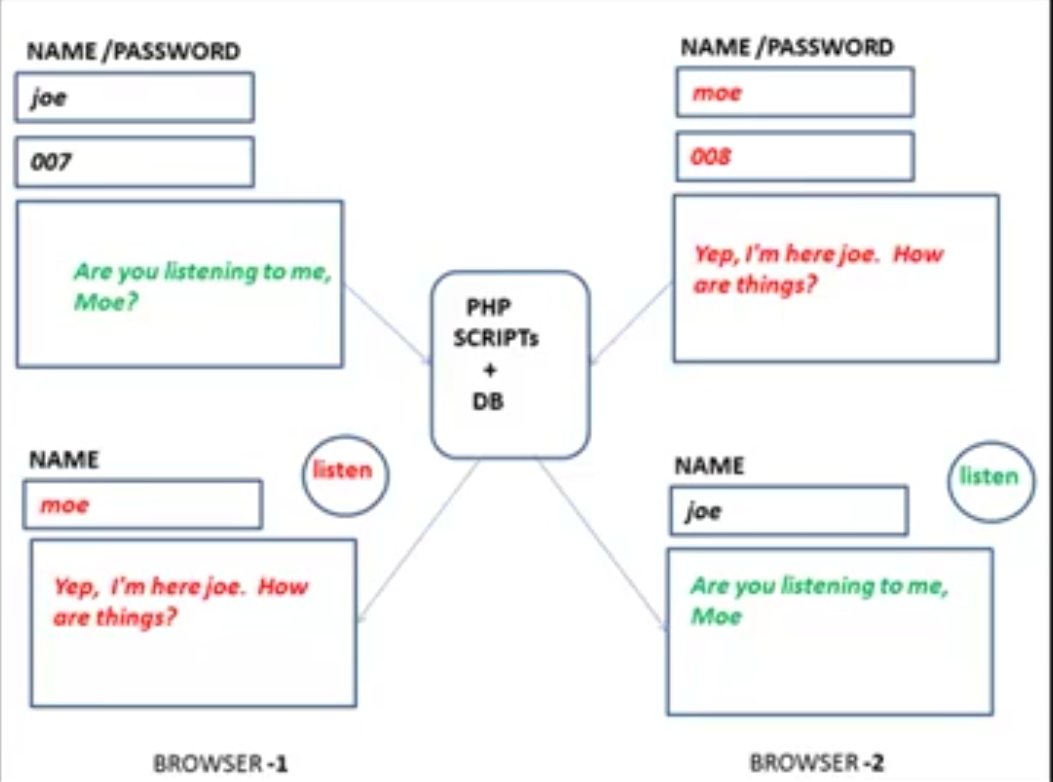 NAME /PASSWORD
joe
007
Are you listening to me,
Moe?
NAME /PASSWORD
moe
008
Yep, I'm here joe. How
are things?
PHP
SCRIPTs
+
DB
NAME
moe
listen
Yep, I'm here joe. How
are things?
BROWSER -1
NAME
joe
listen
Are you listening to me,
Moe
BROWSER -2